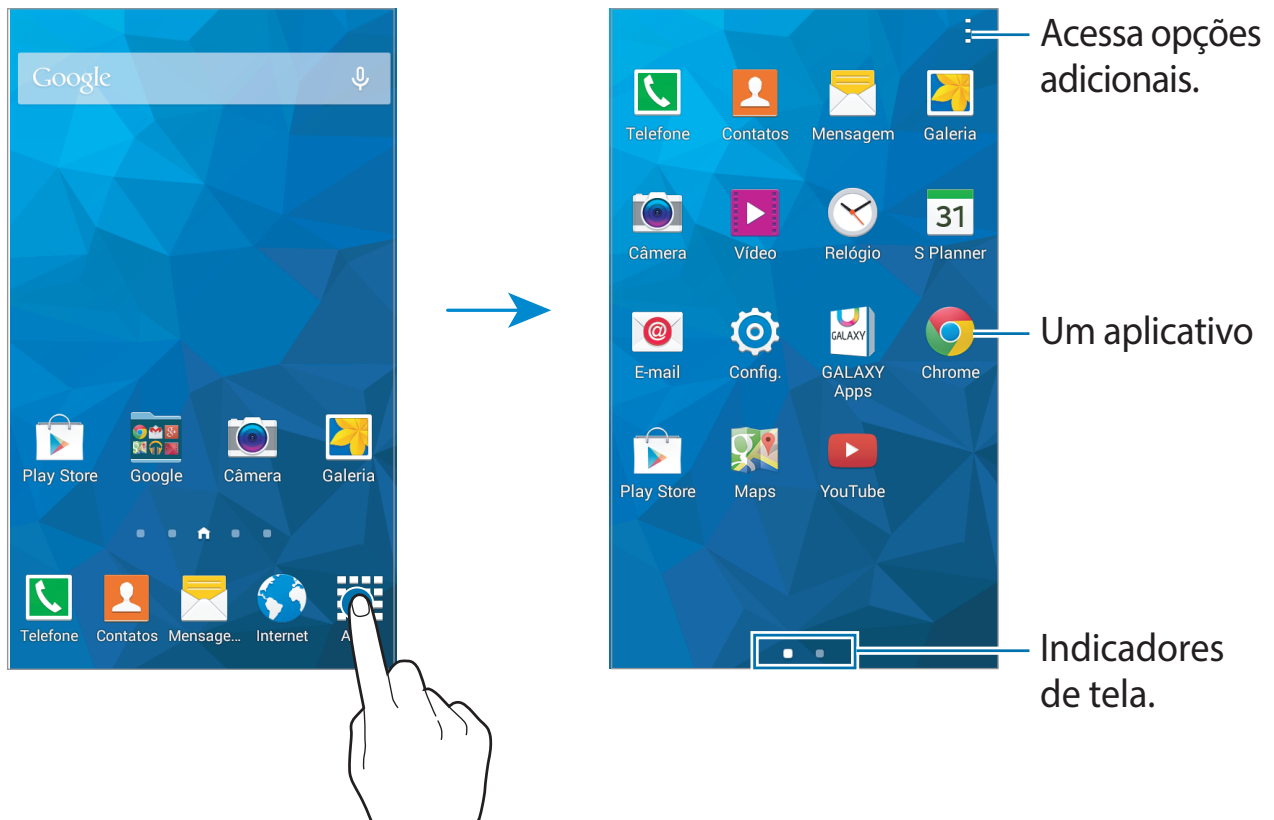 Google
Play Store Google Câmera Galeria
Telefone Contatos Mensage... Internet
Telefone Contatos Mensagem Galeria
31
Câmera Vídeo Relógio S Planner
@
GALAXY
E-mail Config. GALAXY Apps Chrome
Play Store Maps YouTube
Acessa opções
adicionais.
Um aplicativo
Indicadores
de tela.